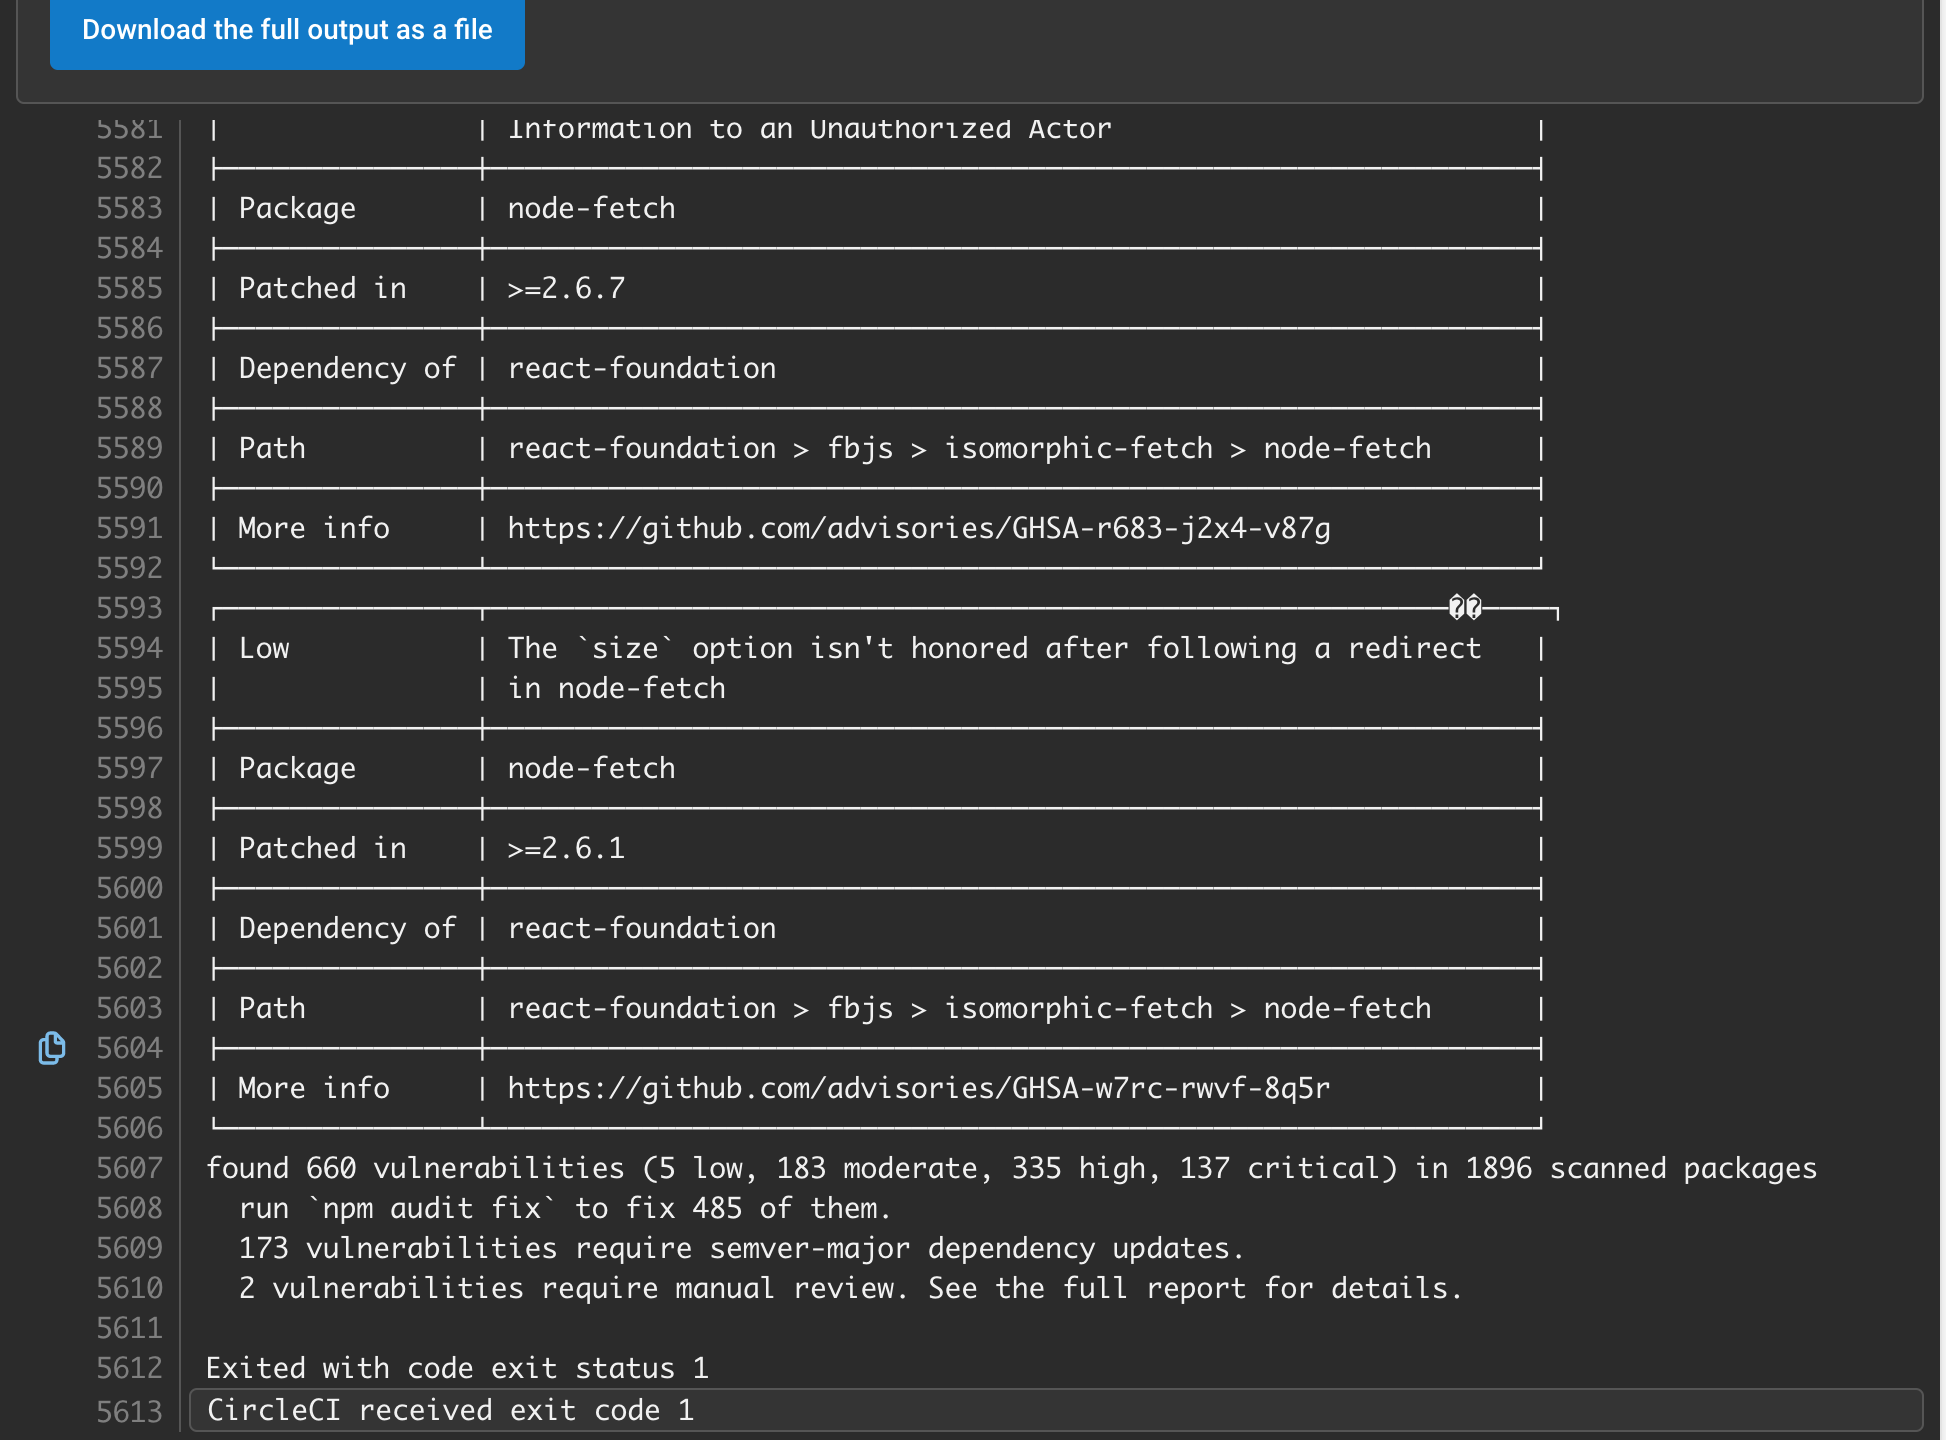 Download the full output as a file
5581 | | Information to an Unauthorized Actor |
5582 ├───────────────┼──────────────────────────────────────────────────────────────┤
5583 | Package | node-fetch |
5584 ├───────────────┼──────────────────────────────────────────────────────────────┤
5585 | Patched in | >=2.6.7 |
5586 ├───────────────┼──────────────────────────────────────────────────────────────┤
5587 | Dependency of | react-foundation |
5588 ├───────────────┼──────────────────────────────────────────────────────────────┤
5589 | Path | react-foundation > fbjs > isomorphic-fetch > node-fetch |
5590 ├───────────────┼──────────────────────────────────────────────────────────────┤
5591 | More info | https://github.com/advisories/GHSA-r683-j2x4-v87g |
5592 └───────────────┴──────────────────────────────────────────────────────────────┘
5593 ┌───────────────┬─────────────────────────────────────────────────────────��────┐
5594 | Low | The `size` option isn't honored after following a redirect |
5595 | | in node-fetch |
5596 ├───────────────┼──────────────────────────────────────────────────────────────┤
5597 | Package | node-fetch |
5598 ├───────────────┼──────────────────────────────────────────────────────────────┤
5599 | Patched in | >=2.6.1 |
5600 ├───────────────┼──────────────────────────────────────────────────────────────┤
5601 | Dependency of | react-foundation |
5602 ├───────────────┼──────────────────────────────────────────────────────────────┤
5603 | Path | react-foundation > fbjs > isomorphic-fetch > node-fetch |
5604 ├───────────────┼──────────────────────────────────────────────────────────────┤
5605 | More info | https://github.com/advisories/GHSA-w7rc-rwvf-8q5r |
5606 └───────────────┴──────────────────────────────────────────────────────────────┘
5607 found 660 vulnerabilities (5 low, 183 moderate, 335 high, 137 critical) in 1896 scanned packages
5608 run `npm audit fix` to fix 485 of them.
5609 173 vulnerabilities require semver-major dependency updates.
5610 2 vulnerabilities require manual review. See the full report for details.
5611
5612 Exited with code exit status 1
5613 CircleCI received exit code 1